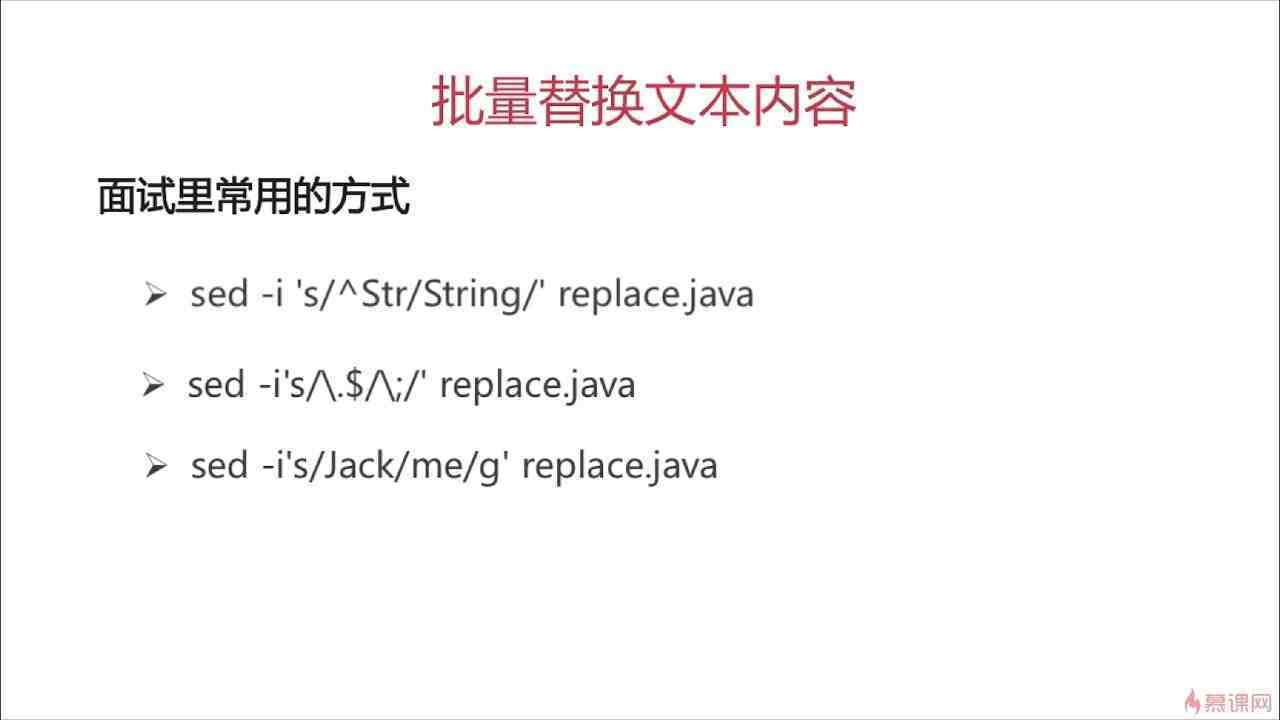 批量替换文本内容
面试里常用的方式
➢ sed -i 's/^Str/String/' replace.java
➢ sed -i's/\.$/\;/' replace.java
➢ sed -i's/Jack/me/g' replace.java
慕课网